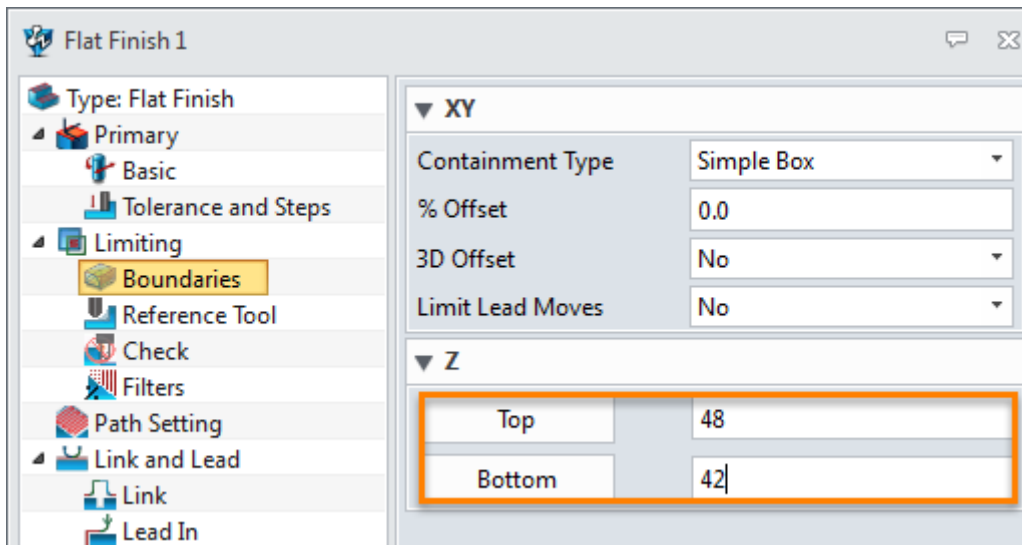 Flat Finish 1
Type: Flat Finish
Primary
Basic
Tolerance and Steps
Limiting
Boundaries
Reference Tool
Check
Filters
Path Setting
Link and Lead
Link
Lead In
XY
Containment Type Simple Box
% Offset 0.0
3D Offset No
Limit Lead Moves No
Z
Top 48
Bottom 42